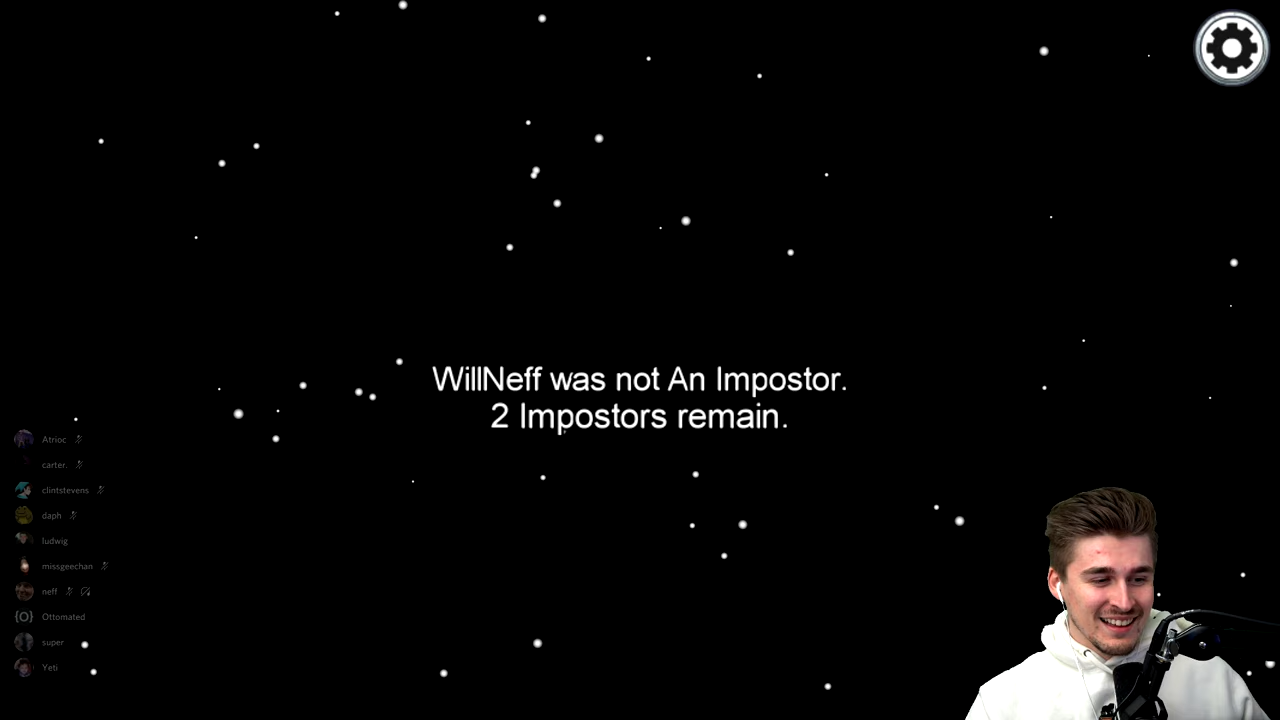 WillNeff was not An Impostor.
2 Impostors remain.
Atrioc
carter.
clintstevens
daph
ludwig
missgeechan
neff
{O} Ottomated
super
Yeti